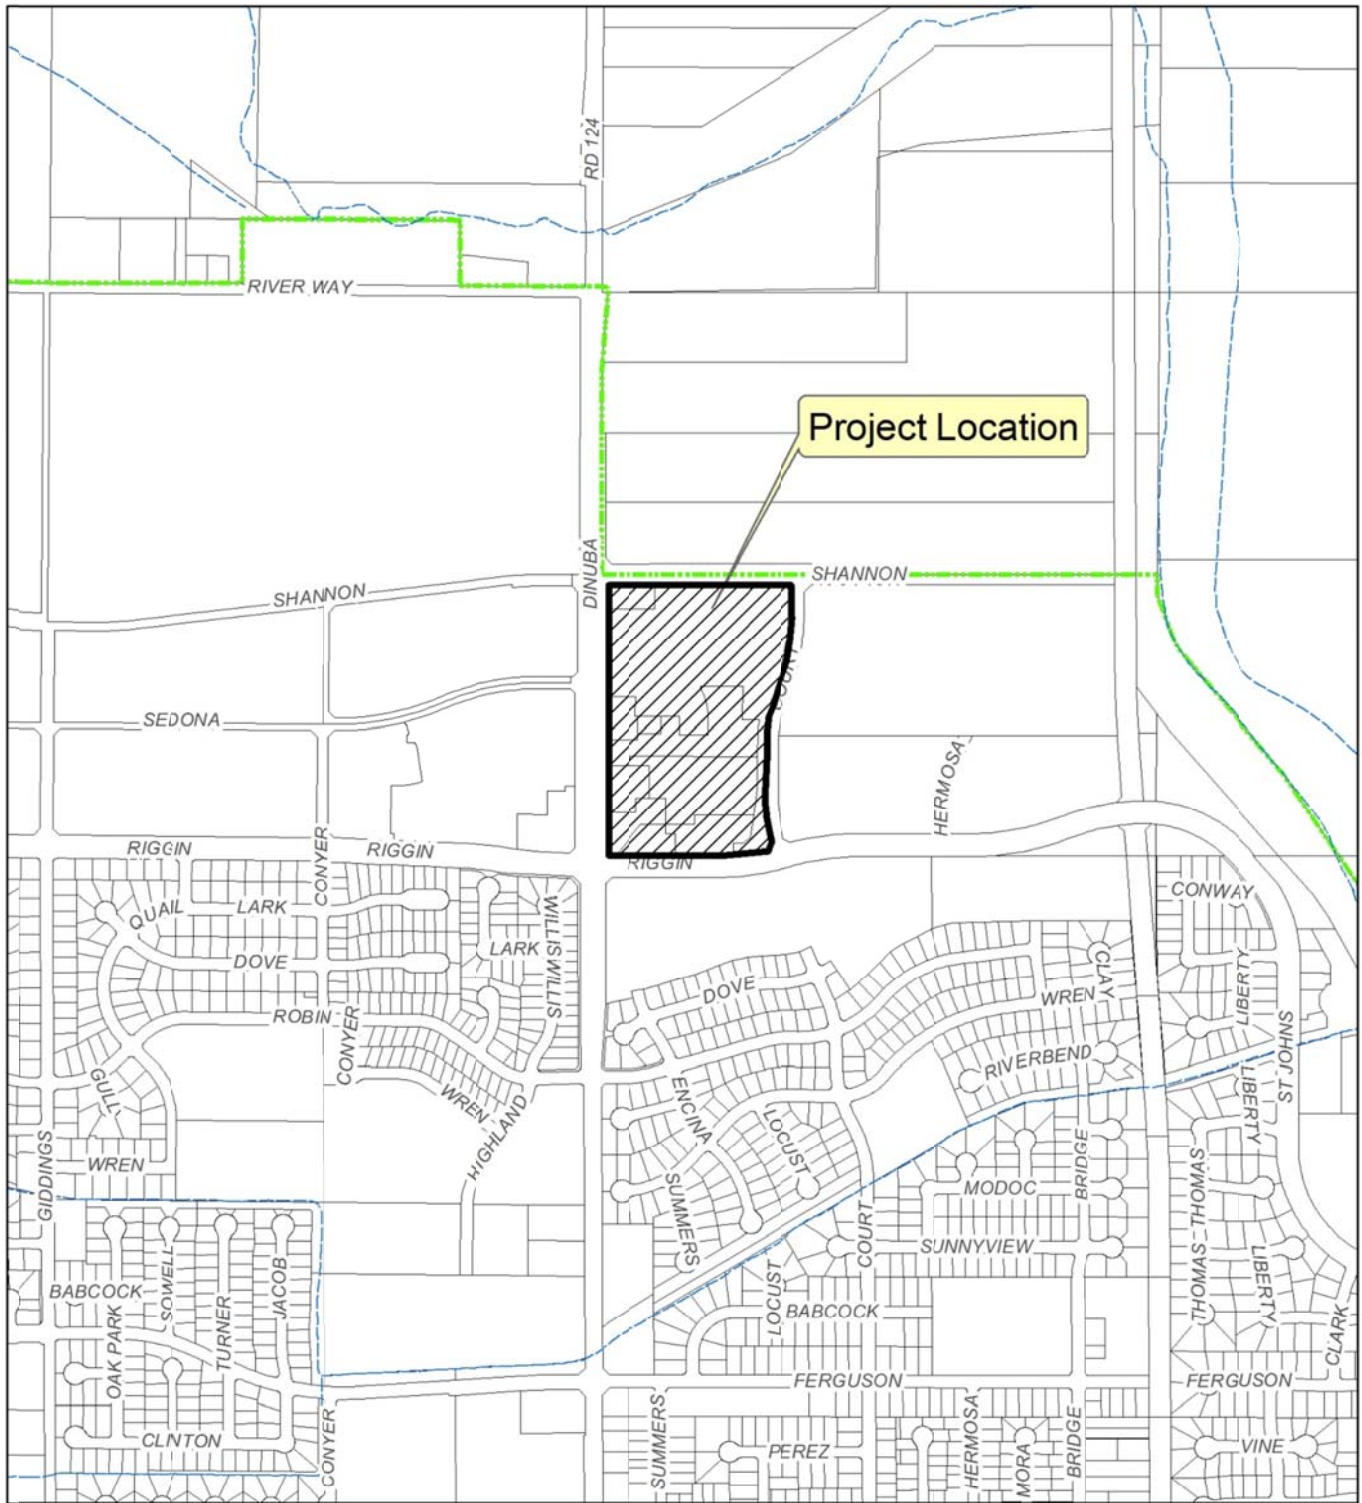 RD 124
RIVER WAY
Project Location
DINUBA
SHANNON
SHANNON
COURT
SEDONA
HERMOSA
RIGGIN
CONYER
RIGGIN
RIGGIN
CONWAY
QUAIL
LARK
WILLIS
WILLIS
LARK
DOVE
DOVE
CLAY
LIBERTY
WREN
ROBIN
CONYER
RIVERBEND
ST JOHNS
GULL
WREN
HIGHLAND
ENCINA
LOCUST
LIBERTY
GIDDINGS
WREN
BRIDGE
THOMAS
MODOC
SUMMERS
COURT
SUNNYVIEW
THOMAS
LIBERTY
BABCOCK
SOWELL
JACOB
LOCUST
BABCOCK
OAK PARK
TURNER
CLARK
FERGUSON
FERGUSON
CLINTON
CONYER
SUMMERS
PEREZ
HERMOSA
MORA
BRIDGE
VINE